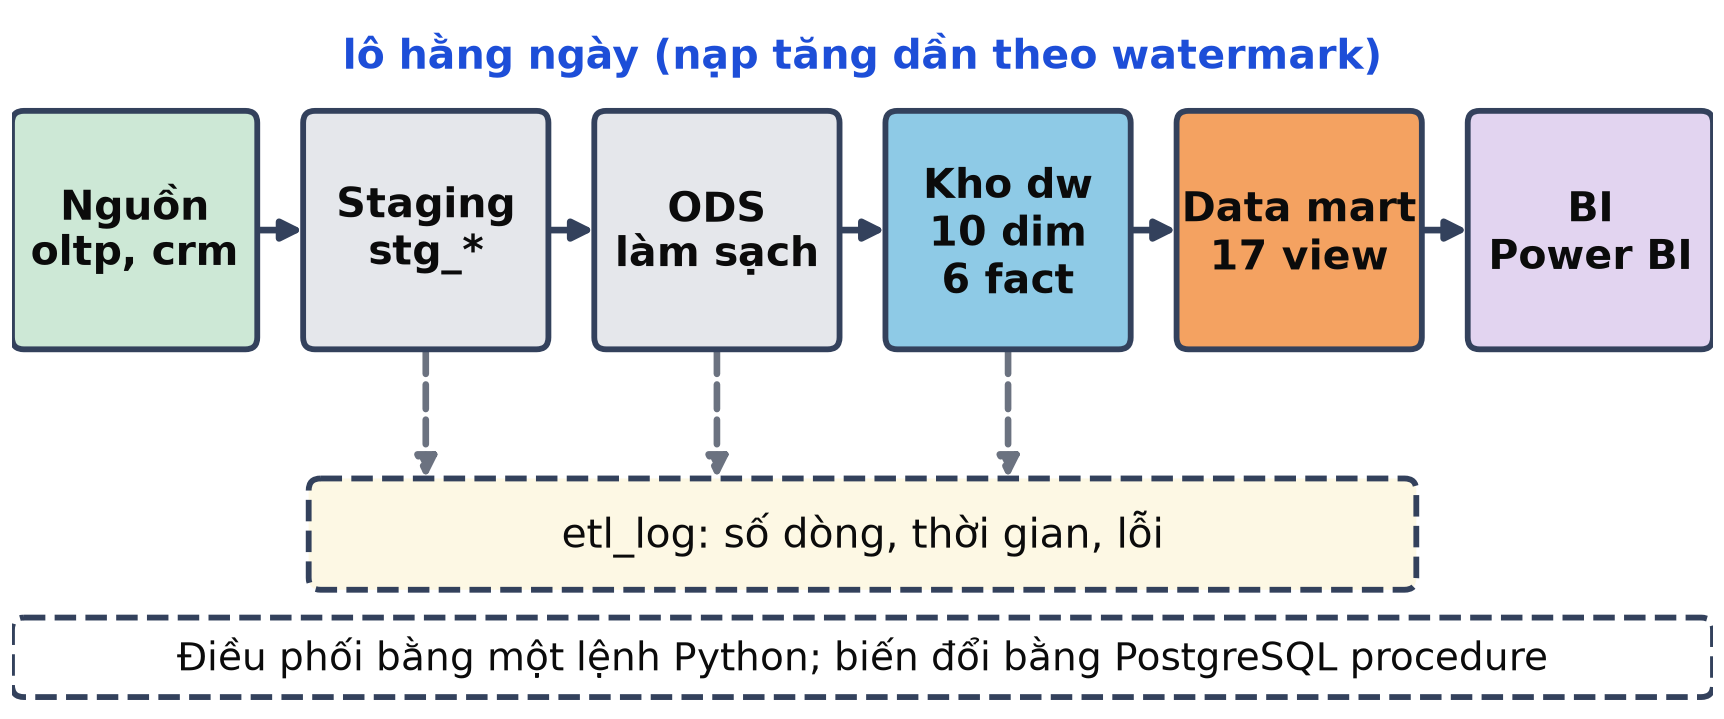 lô hằng ngày (nạp tăng dần theo watermark)
Nguồn
oltp, crm
Staging
stg_*
ODS
làm sạch
Kho dw
10 dim
6 fact
Data mart
17 view
BI
Power BI
etl_log: số dòng, thời gian, lỗi
Điều phối bằng một lệnh Python; biến đổi bằng PostgreSQL procedure